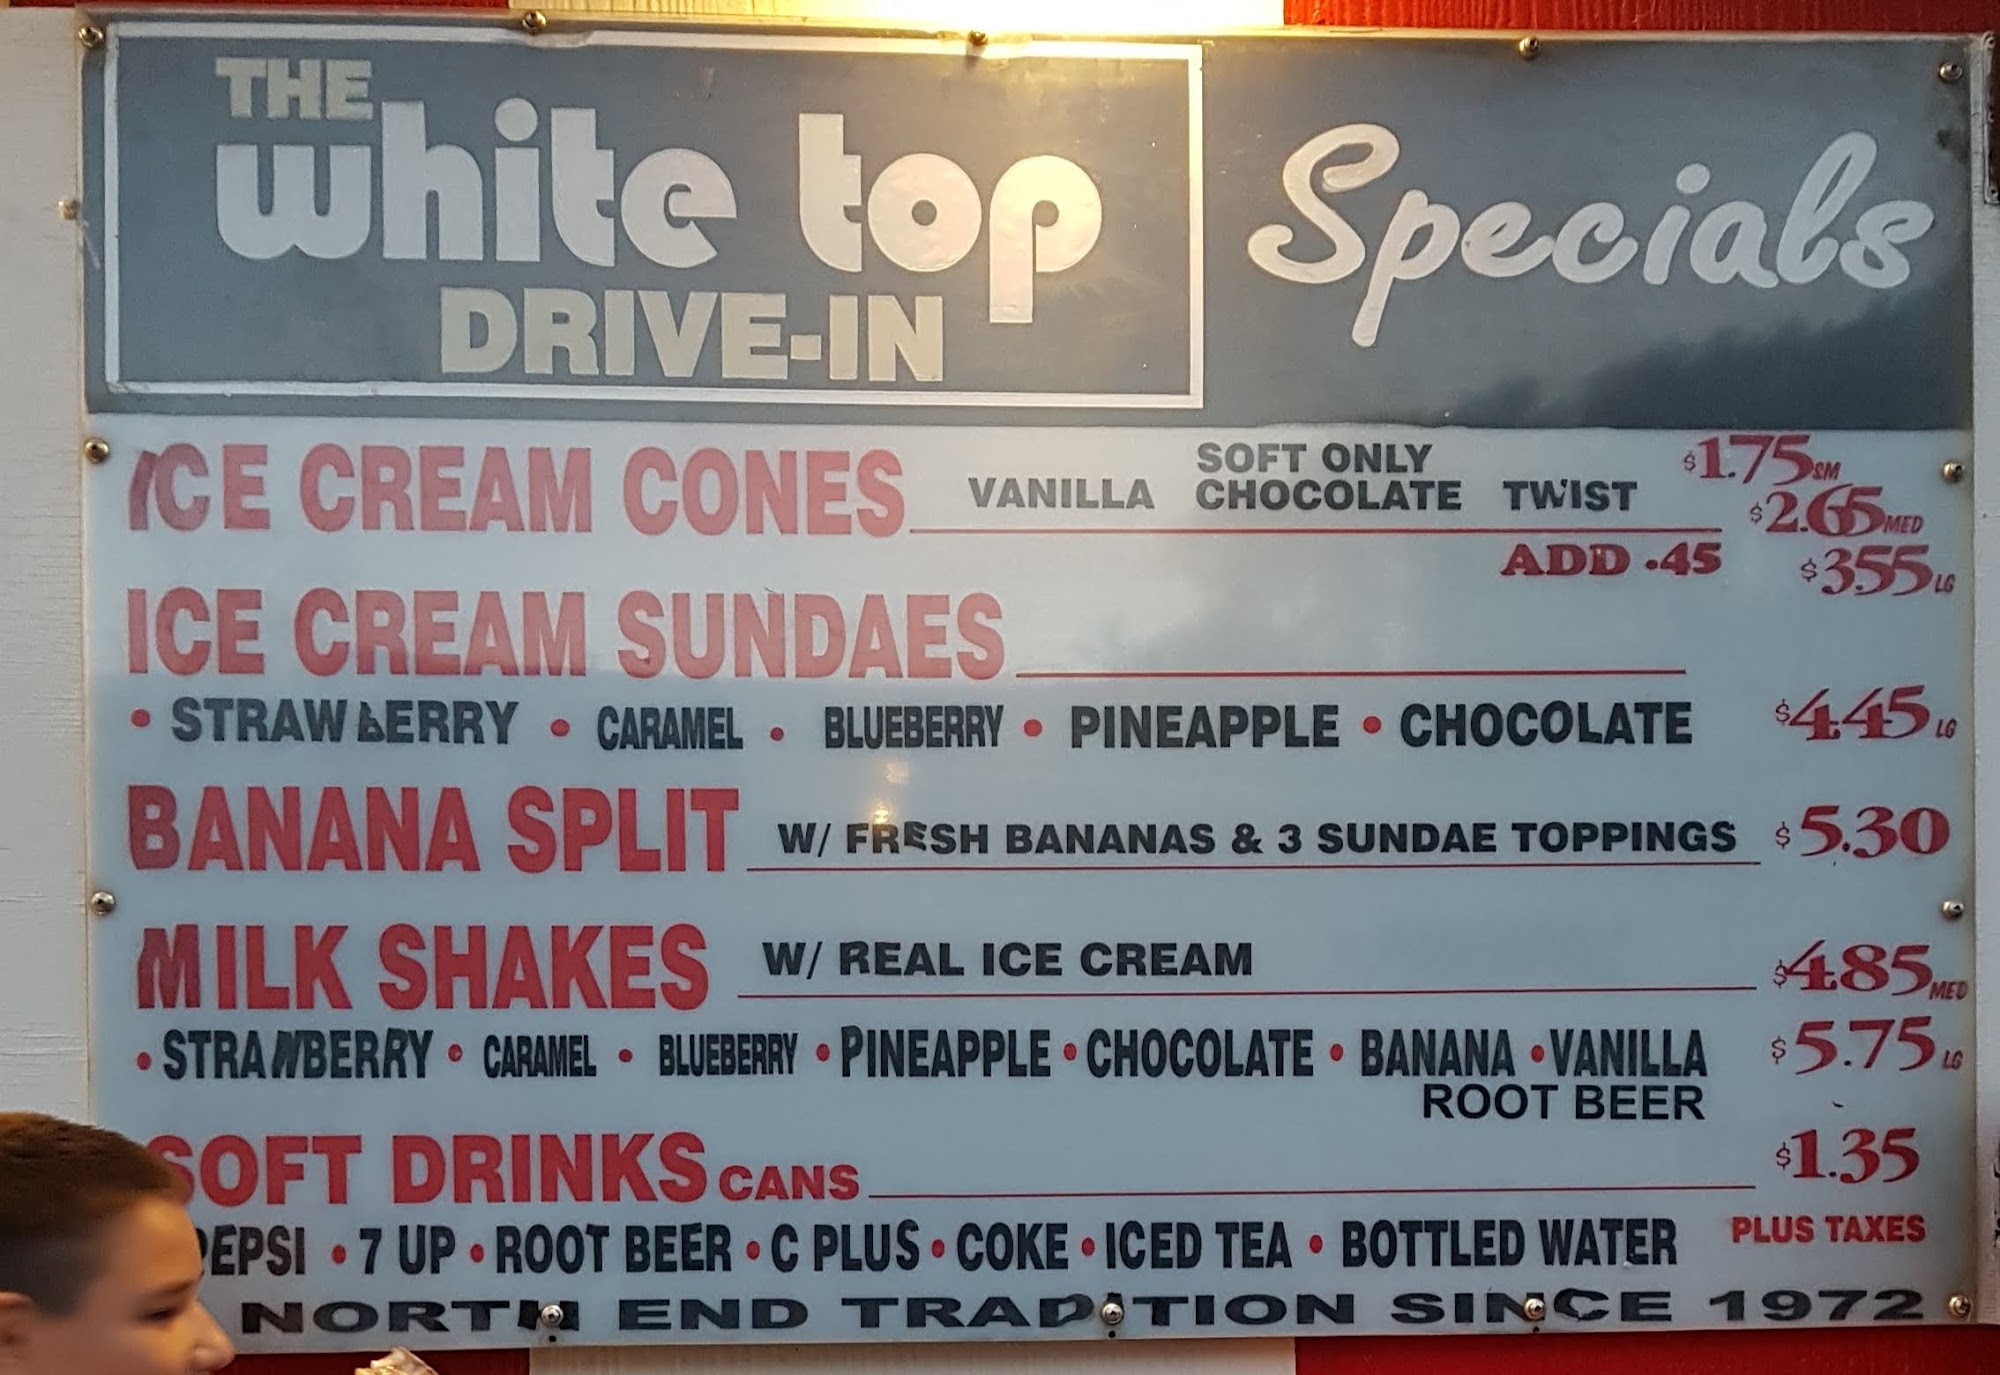 THE
white top
DRIVE-IN
Specials
ICE CREAM CONES VANILLA SOFT ONLY CHOCOLATE TWIST $1.75 SM
$2.65 MED
ADD .45 $3.55 LG
ICE CREAM SUNDAES
• STRAWBERRY • CARAMEL • BLUEBERRY • PINEAPPLE • CHOCOLATE $4.45 LG
BANANA SPLIT W/ FRESH BANANAS & 3 SUNDAE TOPPINGS $5.30
MILK SHAKES W/ REAL ICE CREAM $4.85 MED
• STRAWBERRY • CARAMEL • BLUEBERRY • PINEAPPLE • CHOCOLATE • BANANA • VANILLA $5.75 LG
ROOT BEER
SOFT DRINKS CANS $1.35
PEPSI • 7 UP • ROOT BEER • C PLUS • COKE • ICED TEA • BOTTLED WATER PLUS TAXES
NORTH END TRADITION SINCE 1972